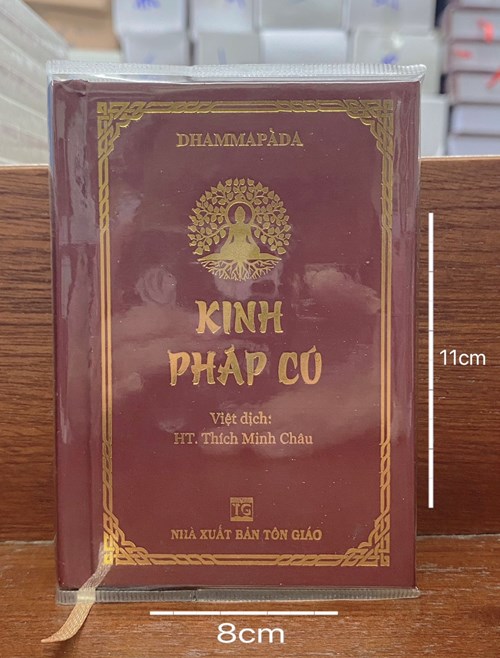 DHAMMAPÀDA
KINH
PHÁP CÚ
Việt dịch:
HT. Thích Minh Châu
TG
NHÀ XUẤT BẢN TÔN GIÁO
11cm
8cm